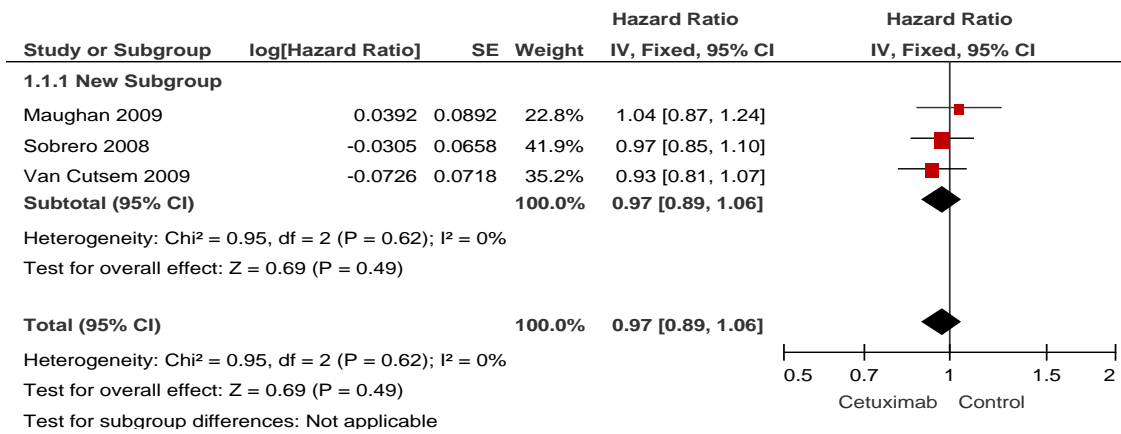 Hazard Ratio Hazard Ratio
Study or Subgroup log[Hazard Ratio] SE Weight IV, Fixed, 95% CI IV, Fixed, 95% CI
1.1.1 New Subgroup
Maughan 2009 0.0392 0.0892 22.8% 1.04 [0.87, 1.24]
Sobrero 2008 -0.0305 0.0658 41.9% 0.97 [0.85, 1.10]
Van Cutsem 2009 -0.0726 0.0718 35.2% 0.93 [0.81, 1.07]
Subtotal (95% CI) 100.0% 0.97 [0.89, 1.06]
Heterogeneity: Chi² = 0.95, df = 2 (P = 0.62); I² = 0%
Test for overall effect: Z = 0.69 (P = 0.49)
Total (95% CI) 100.0% 0.97 [0.89, 1.06]
Heterogeneity: Chi² = 0.95, df = 2 (P = 0.62); I² = 0%
Test for overall effect: Z = 0.69 (P = 0.49)
Test for subgroup differences: Not applicable
0.5 0.7 1 1.5 2
Cetuximab Control